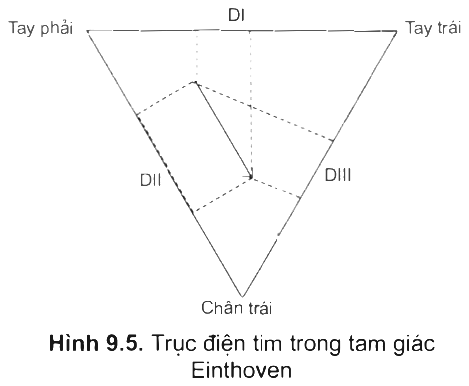 DI
Tay phải
Tay trái
DII
DIII
Chân trái
Hình 9.5. Trục điện tim trong tam giác
Einthoven